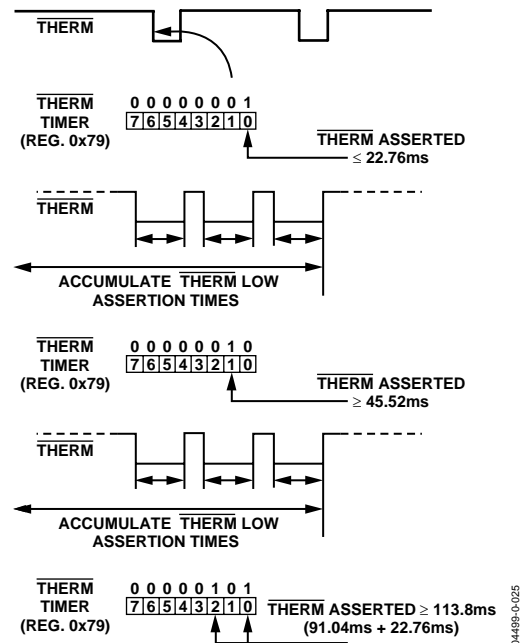 THERM
THERM
TIMER
(REG. 0x79)
0 0 0 0 0 0 0 1
7 6 5 4 3 2 1 0
THERM ASSERTED
≤ 22.76ms
THERM
ACCUMULATE THERM LOW
ASSERTION TIMES
THERM
TIMER
(REG. 0x79)
0 0 0 0 0 0 1 0
7 6 5 4 3 2 1 0
THERM ASSERTED
≥ 45.52ms
THERM
ACCUMULATE THERM LOW
ASSERTION TIMES
THERM
TIMER
(REG. 0x79)
0 0 0 0 0 1 0 1
7 6 5 4 3 2 1 0
THERM ASSERTED ≥ 113.8ms
(91.04ms + 22.76ms)
04499-0-025